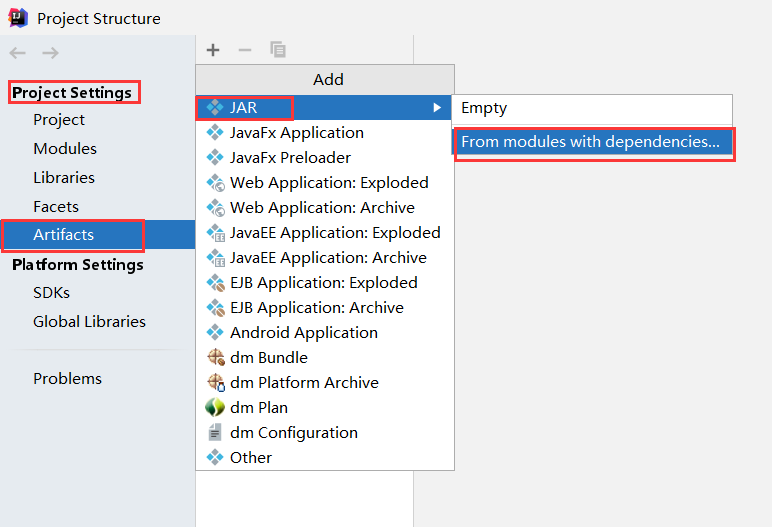 Project Structure
Project Settings
Project
Modules
Libraries
Facets
Artifacts
Platform Settings
SDKs
Global Libraries
Problems
Add
JAR
JavaFx Application
JavaFx Preloader
Web Application: Exploded
Web Application: Archive
JavaEE Application: Exploded
JavaEE Application: Archive
EJB Application: Exploded
EJB Application: Archive
Android Application
dm Bundle
dm Platform Archive
dm Plan
dm Configuration
Other
Empty
From modules with dependencies...